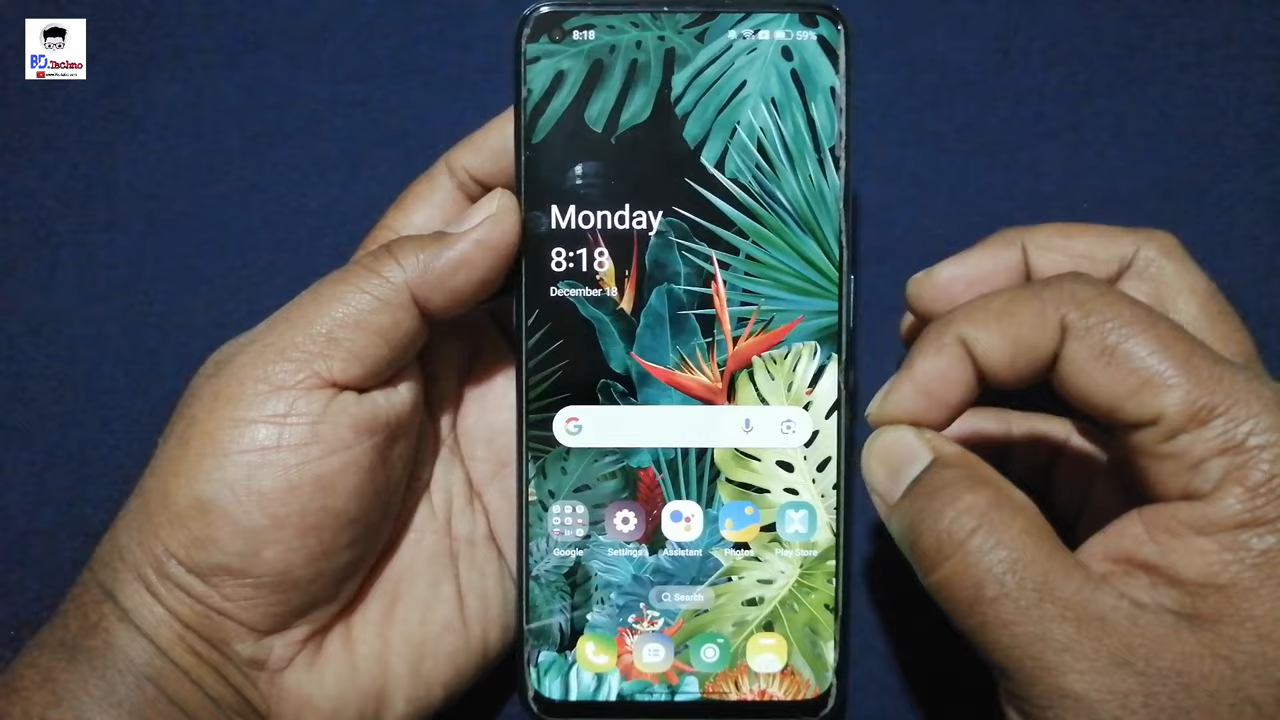 BD.Techno
8:18
59%
Monday
8:18
December 18
Google
Settings
Assistant
Photos
Play Store
Search